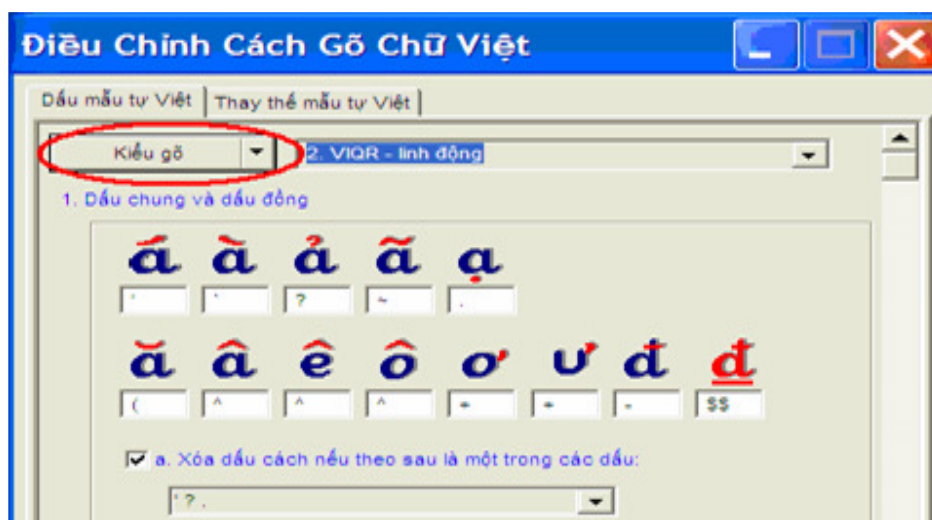 Điều Chỉnh Cách Gõ Chữ Việt
Dấu mẫu tự Việt Thay thế mẫu tự Việt
Kiểu gõ 2. VIQR - linh động
1. Dấu chung và dấu đồng
á à ả ã ạ
' ` ? ~ .
ă â ê ô ơ ư đ đ
( ^ ^ ^ + + - $$
a. Xóa dấu cách nếu theo sau là một trong các dấu:
' ? .